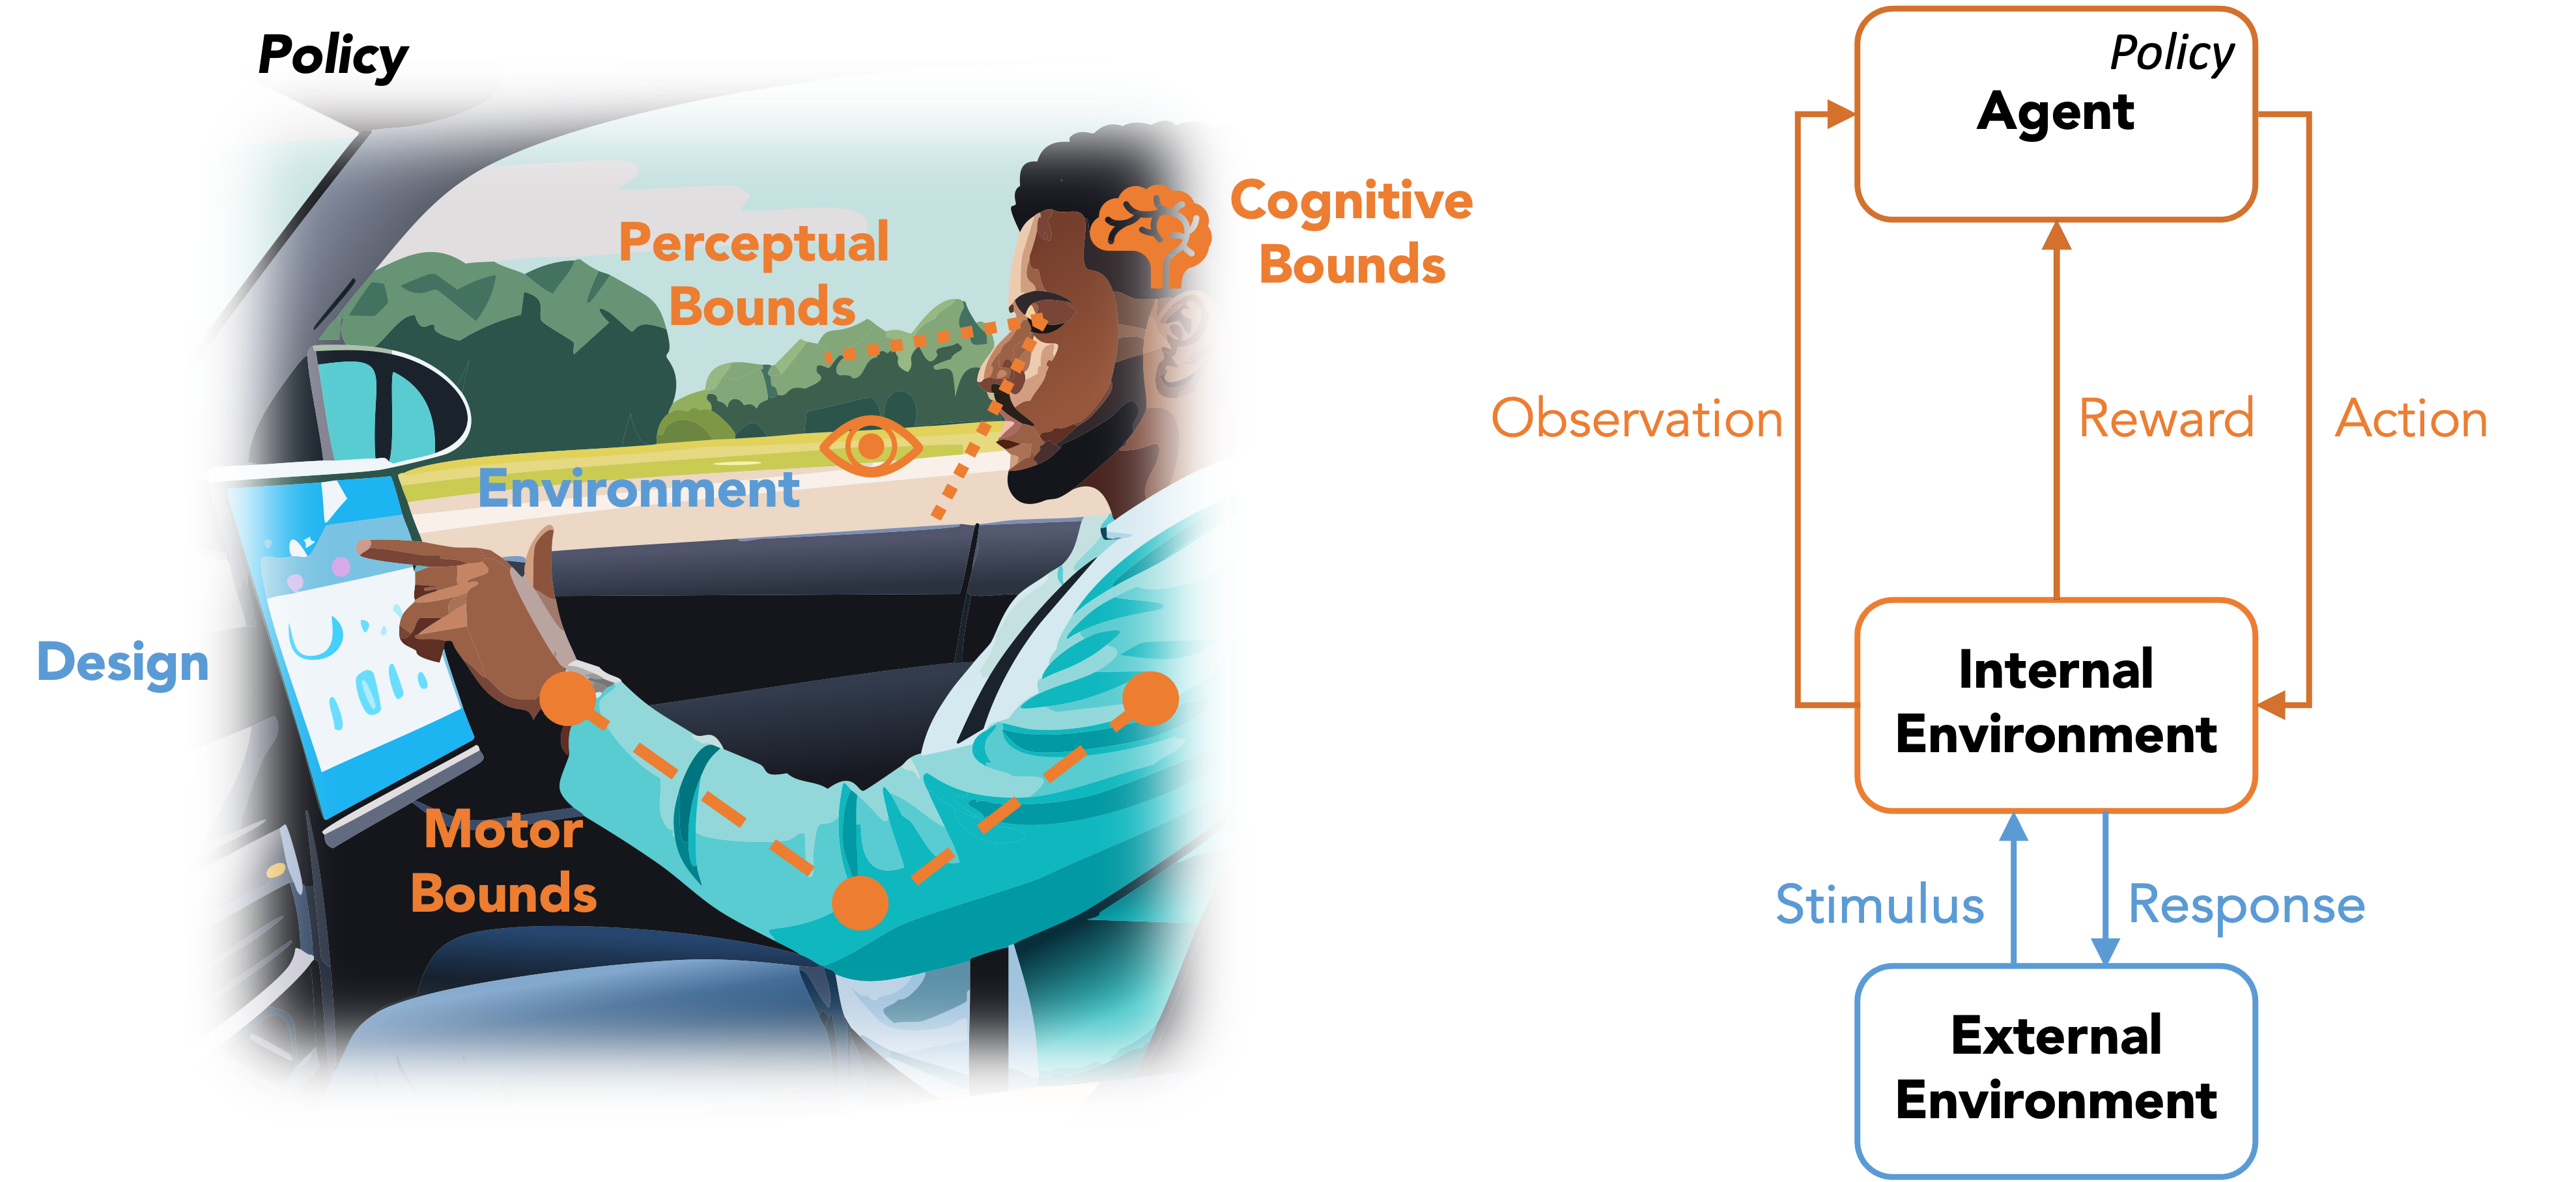 Policy
Perceptual
Bounds
Cognitive
Bounds
Environment
Design
Motor
Bounds
Policy
Agent
Observation
Reward
Action
Internal
Environment
Stimulus
Response
External
Environment